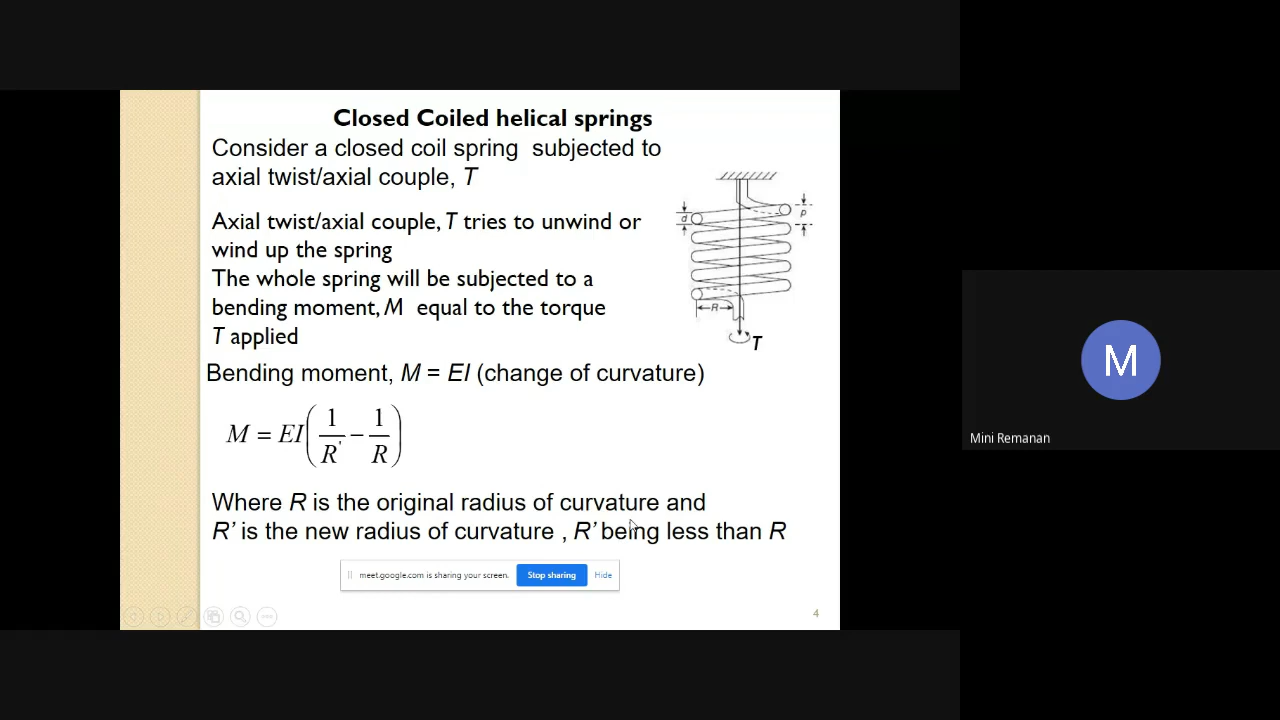 Closed Coiled helical springs
Consider a closed coil spring subjected to
axial twist/axial couple, T
Axial twist/axial couple, T tries to unwind or
wind up the spring
The whole spring will be subjected to a
bending moment, M equal to the torque
T applied
d
p
R
T
Bending moment, M = EI (change of curvature)
M = EI(1/R' − 1/R)
Where R is the original radius of curvature and
R’ is the new radius of curvature , R’ being less than R
meet.google.com is sharing your screen.
Stop sharing
Hide
4
M
Mini Remanan